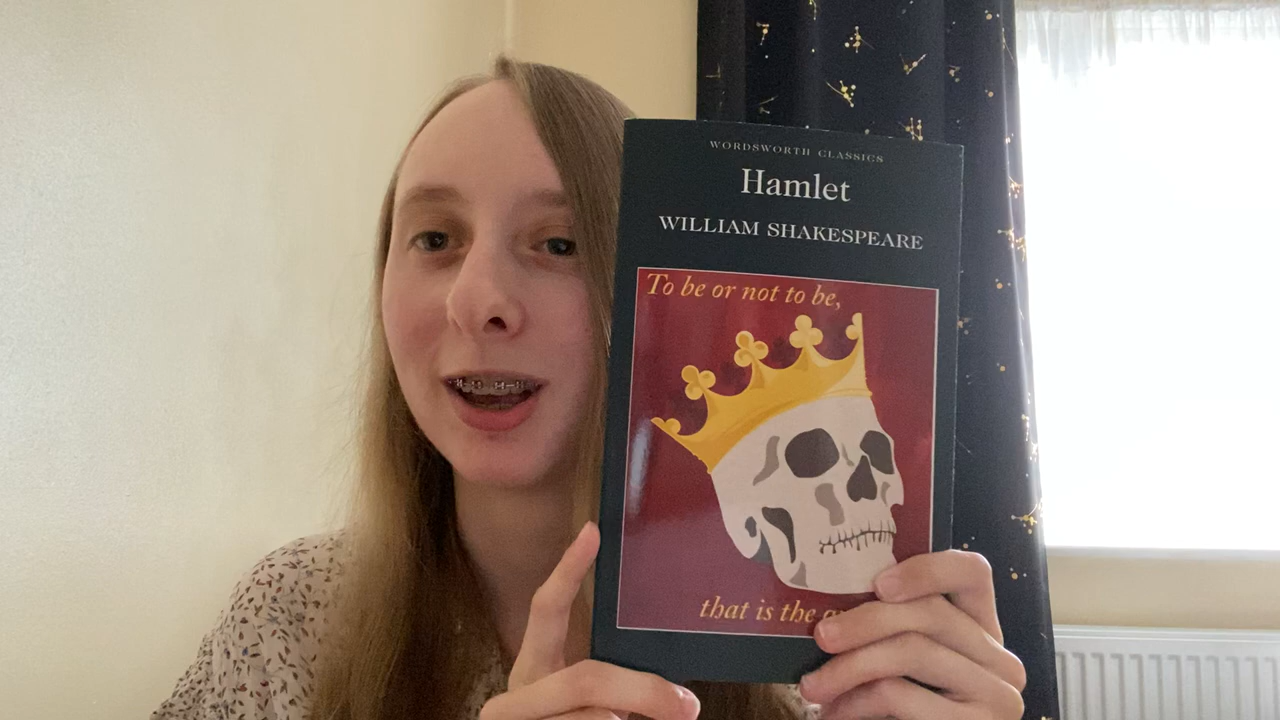 WORDSWORTH CLASSICS
Hamlet
WILLIAM SHAKESPEARE
To be or not to be,
that is the